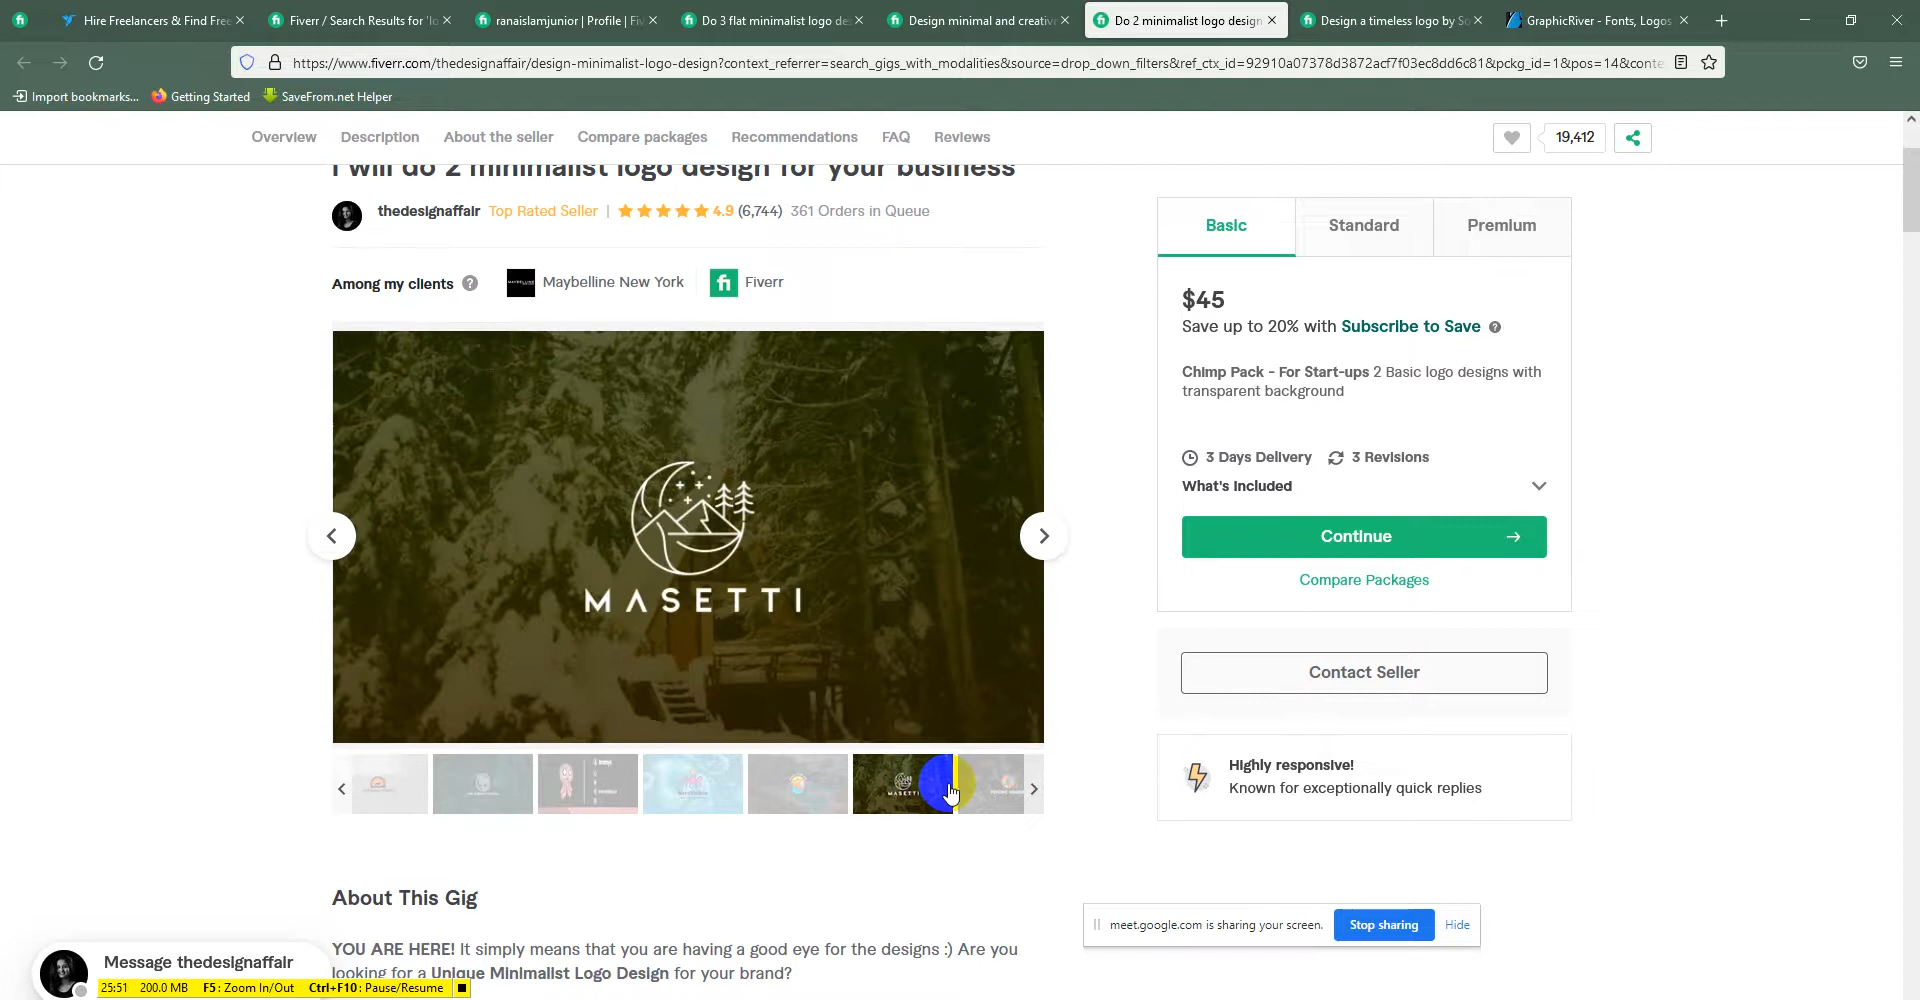 Hire Freelancers & Find Free
Fiverr / Search Results for 'lo
ranaislamjunior | Profile | Fiv
Do 3 flat minimalist logo des
Design minimal and creative
Do 2 minimalist logo design
Design a timeless logo by So
GraphicRiver - Fonts, Logos
https://www.fiverr.com/thedesignaffair/design-minimalist-logo-design?context_referrer=search_gigs_with_modalities&source=drop_down_filters&ref_ctx_id=92910a07378d3872acf7f03ec8dd6c81&pckg_id=1&pos=14&conte
Import bookmarks...
Getting Started
SaveFrom.net Helper
Overview
Description
About the seller
Compare packages
Recommendations
FAQ
Reviews
19,412
I will do 2 minimalist logo design for your business
thedesignaffair Top Rated Seller | 4.9 (6,744) 361 Orders in Queue
Among my clients
Maybelline New York
Fiverr
MASETTI
MASETTI
Basic
Standard
Premium
$45
Save up to 20% with Subscribe to Save
Chimp Pack - For Start-ups 2 Basic logo designs with
transparent background
3 Days Delivery
3 Revisions
What's Included
Continue
Compare Packages
Contact Seller
Highly responsive!
Known for exceptionally quick replies
About This Gig
YOU ARE HERE! It simply means that you are having a good eye for the designs :) Are you
looking for a Unique Minimalist Logo Design for your brand?
meet.google.com is sharing your screen.
Stop sharing
Hide
Message thedesignaffair
25:51 200.0 MB F5: Zoom In/Out Ctrl+F10: Pause/Resume